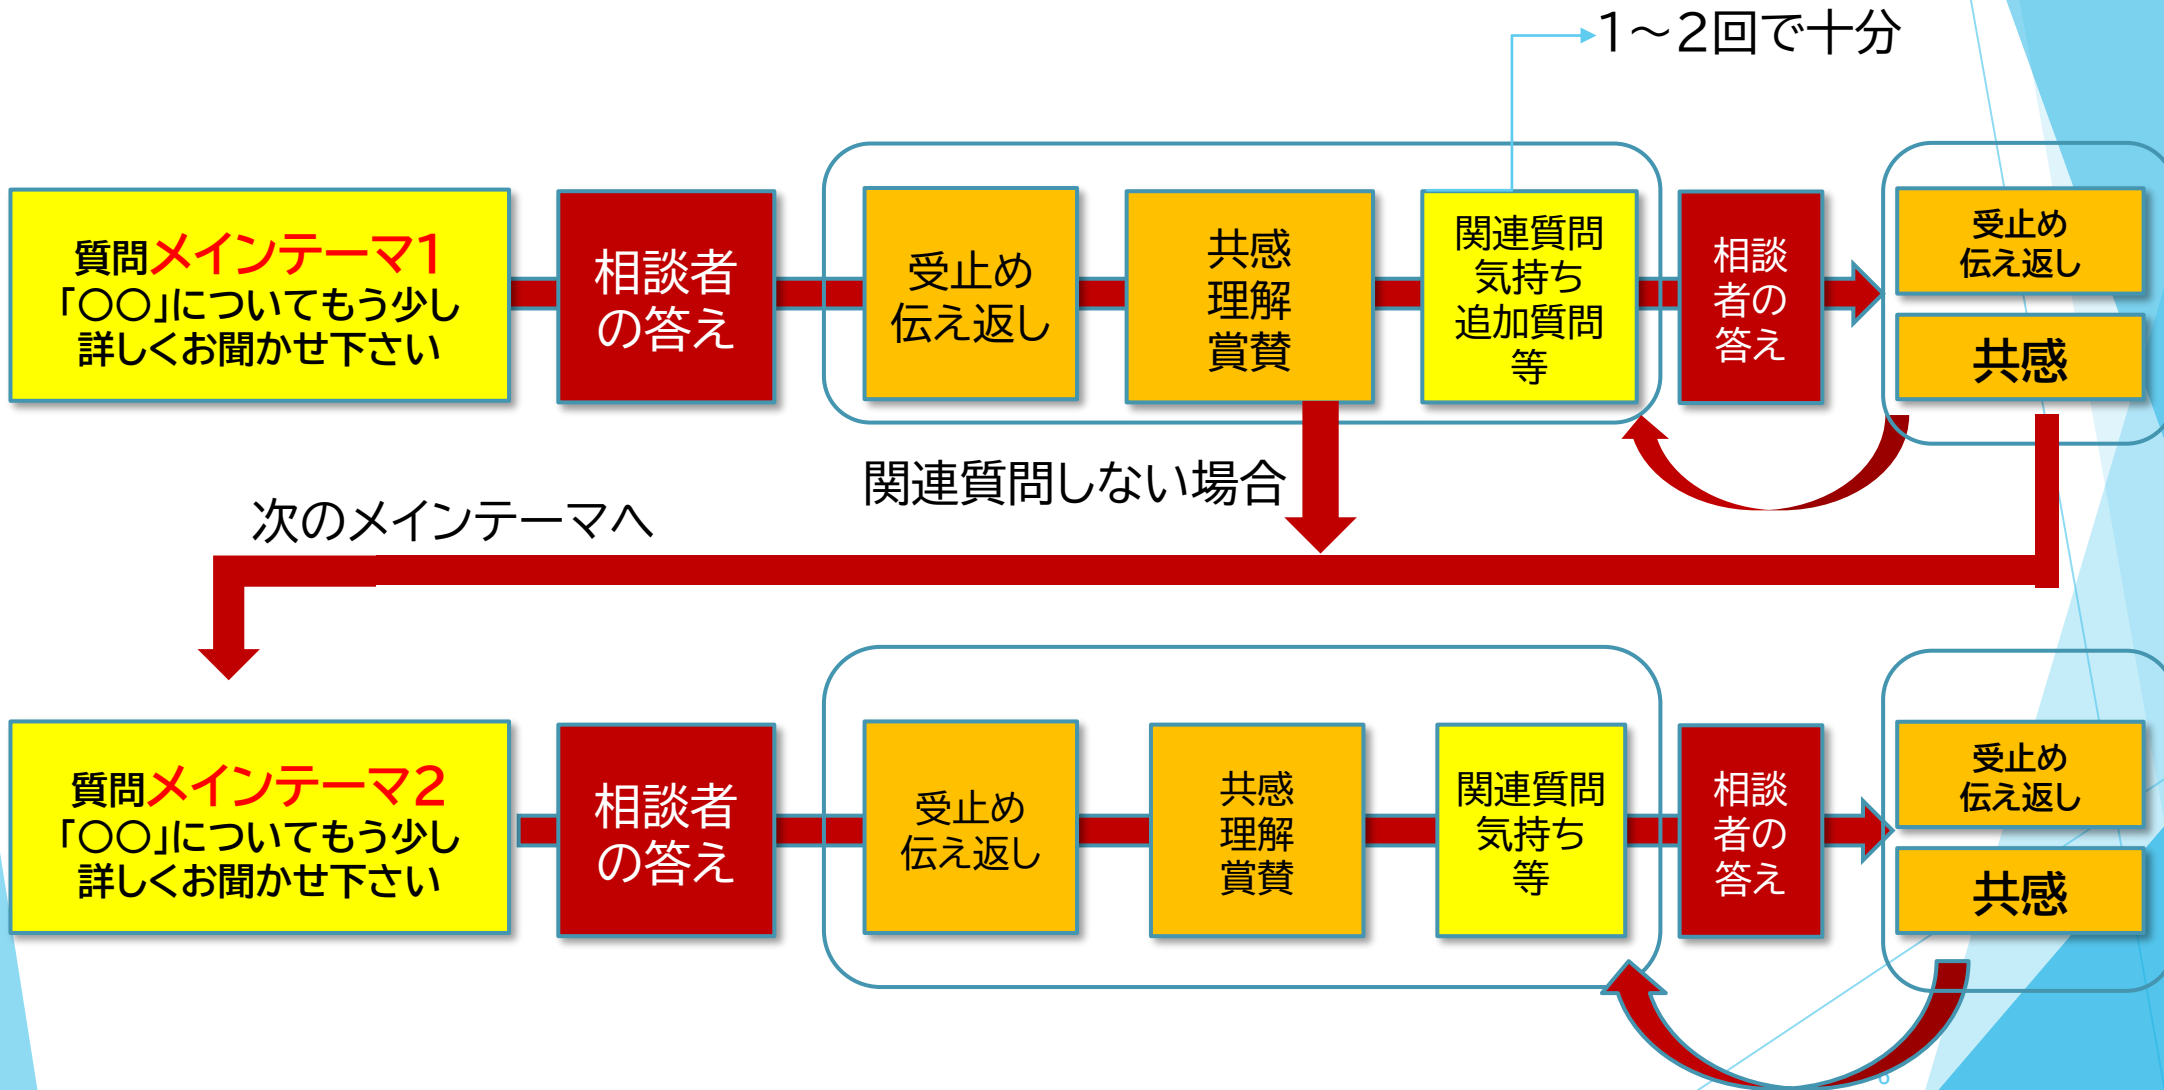 1～2回で十分
質問メインテーマ1
「〇〇」についてもう少し
詳しくお聞かせ下さい
相談者
の答え
受止め
伝え返し
共感
理解
賞賛
関連質問
気持ち
追加質問
等
相談
者の
答え
受止め
伝え返し
共感
関連質問しない場合
次のメインテーマへ
質問メインテーマ2
「〇〇」についてもう少し
詳しくお聞かせ下さい
相談者
の答え
受止め
伝え返し
共感
理解
賞賛
関連質問
気持ち
等
相談
者の
答え
受止め
伝え返し
共感